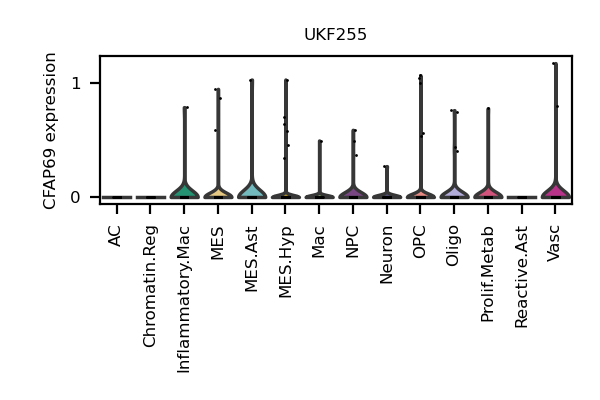 UKF255
CFAP69 expression
1
0
AC
Chromatin.Reg
Inflammatory.Mac
MES
MES.Ast
MES.Hyp
Mac
NPC
Neuron
OPC
Oligo
Prolif.Metab
Reactive.Ast
Vasc